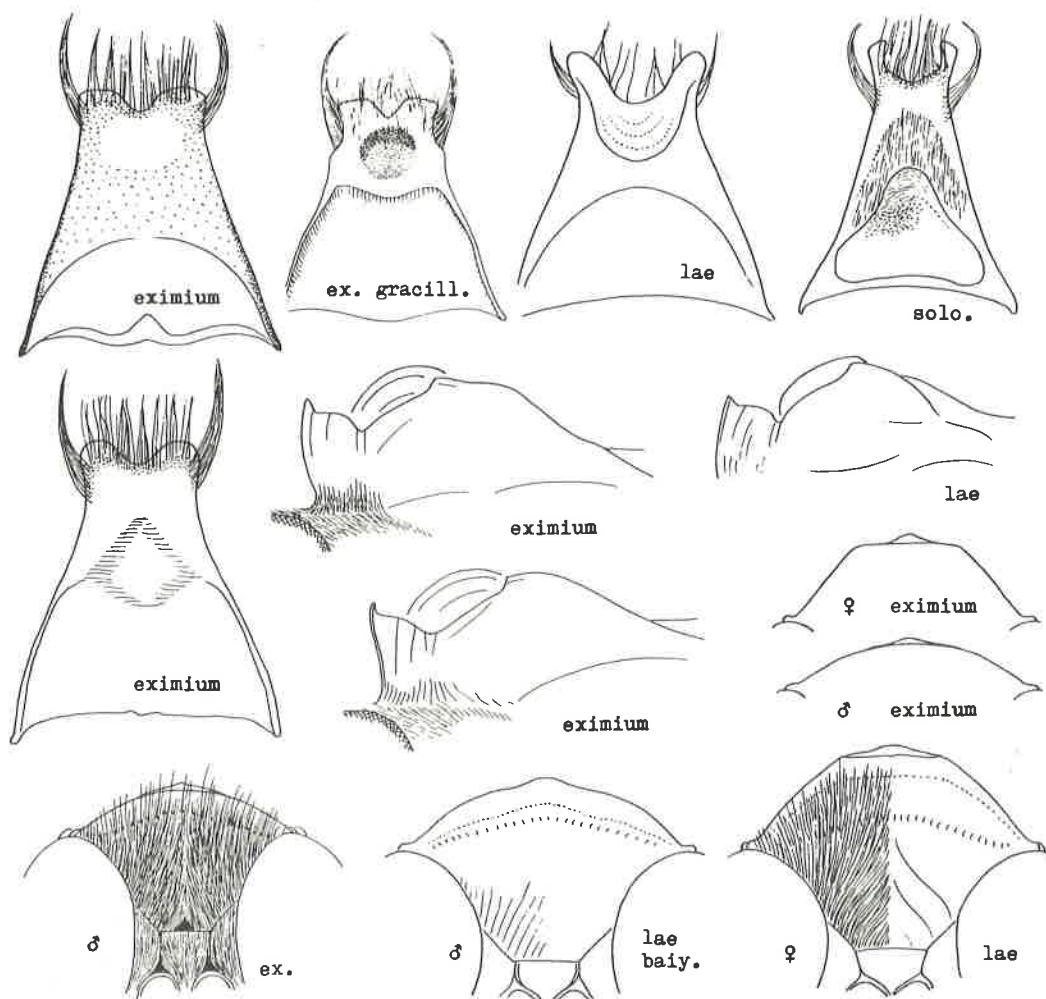 eximium
ex. gracill.
lae
solo.
eximium
eximium
lae
eximium
♀ eximium
♂ eximium
♂ ex.
♂ lae
baiy.
♀ lae